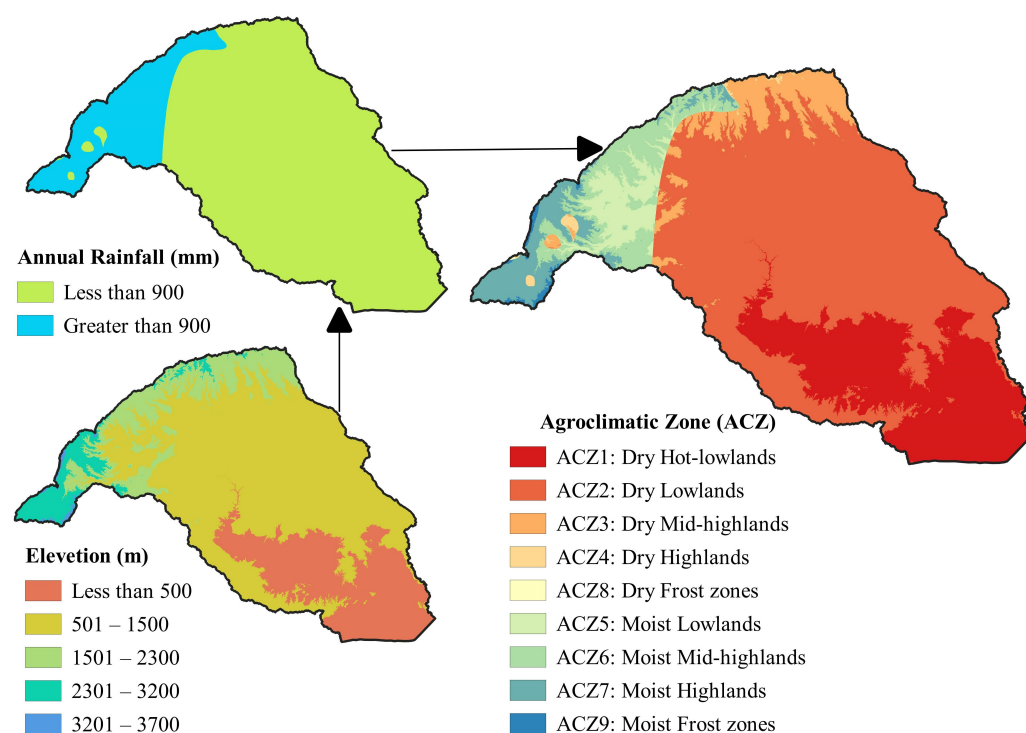 Annual Rainfall (mm)
Less than 900
Greater than 900
Elevetion (m)
Less than 500
501 – 1500
1501 – 2300
2301 – 3200
3201 – 3700
Agroclimatic Zone (ACZ)
ACZ1: Dry Hot-lowlands
ACZ2: Dry Lowlands
ACZ3: Dry Mid-highlands
ACZ4: Dry Highlands
ACZ8: Dry Frost zones
ACZ5: Moist Lowlands
ACZ6: Moist Mid-highlands
ACZ7: Moist Highlands
ACZ9: Moist Frost zones